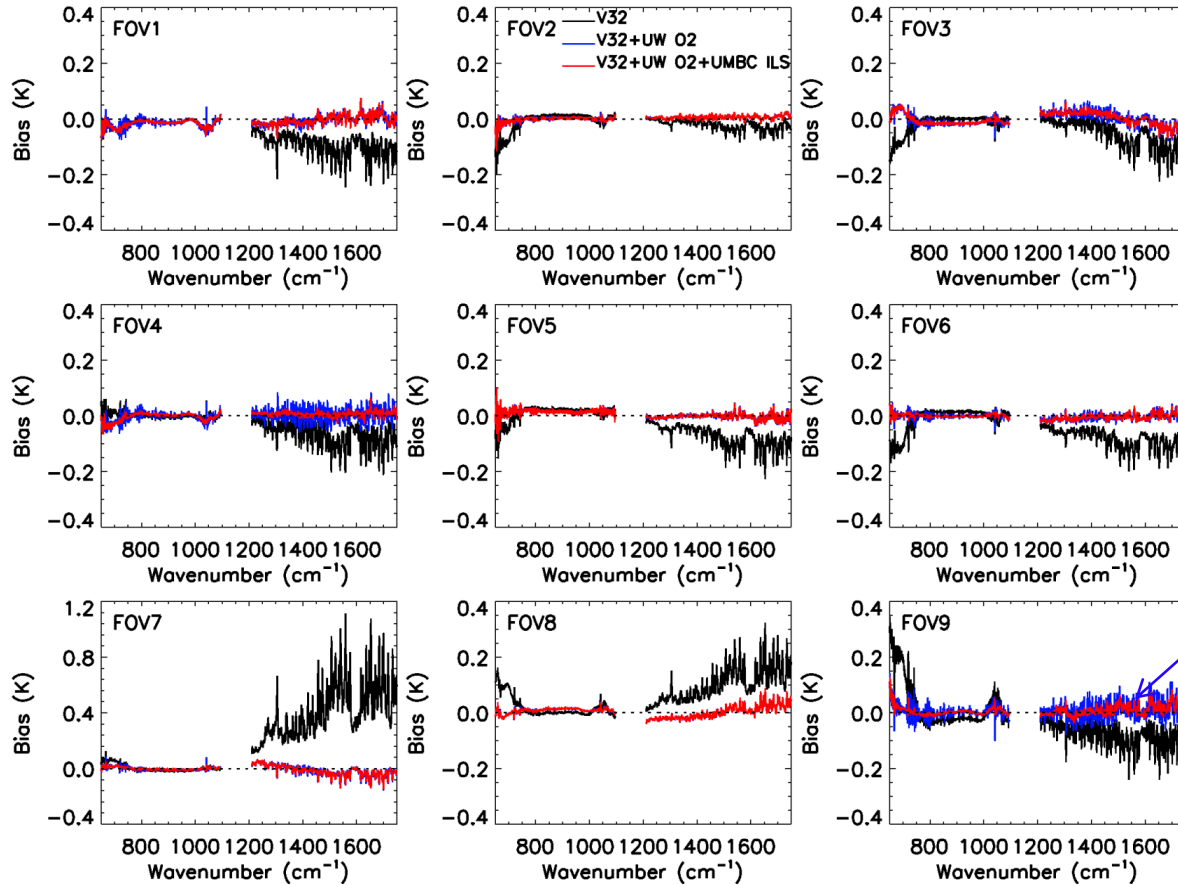 FOV1
0.4
0.2
0.0
−0.2
−0.4
Bias (K)
800 1000 1200 1400 1600
Wavenumber (cm−1)
FOV2
V32
V32+UW O2
V32+UW O2+UMBC ILS
0.4
0.2
0.0
−0.2
−0.4
Bias (K)
800 1000 1200 1400 1600
Wavenumber (cm−1)
FOV3
0.4
0.2
0.0
−0.2
−0.4
Bias (K)
800 1000 1200 1400 1600
Wavenumber (cm−1)
FOV4
0.4
0.2
0.0
−0.2
−0.4
Bias (K)
800 1000 1200 1400 1600
Wavenumber (cm−1)
FOV5
0.4
0.2
0.0
−0.2
−0.4
Bias (K)
800 1000 1200 1400 1600
Wavenumber (cm−1)
FOV6
0.4
0.2
0.0
−0.2
−0.4
Bias (K)
800 1000 1200 1400 1600
Wavenumber (cm−1)
FOV7
1.2
0.8
0.4
0.0
−0.4
Bias (K)
800 1000 1200 1400 1600
Wavenumber (cm−1)
FOV8
0.4
0.2
0.0
−0.2
−0.4
Bias (K)
800 1000 1200 1400 1600
Wavenumber (cm−1)
FOV9
0.4
0.2
0.0
−0.2
−0.4
Bias (K)
800 1000 1200 1400 1600
Wavenumber (cm−1)